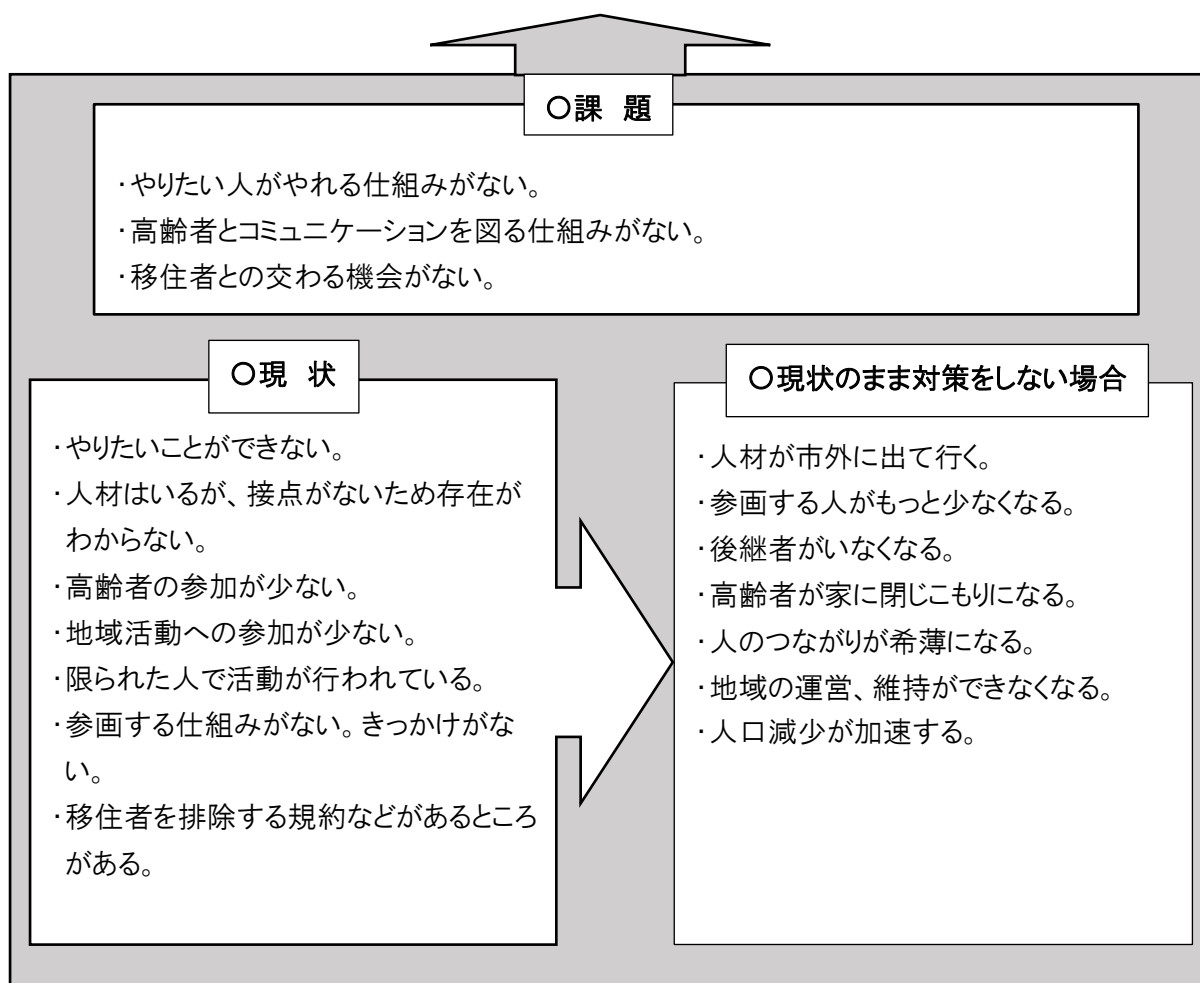 〇課 題
・やりたい人がやれる仕組みがない。
・高齢者とコミュニケーションを図る仕組みがない。
・移住者との交わる機会がない。
〇現 状
・やりたいことができない。
・人材はいるが、接点がないため存在が
わからない。
・高齢者の参加が少ない。
・地域活動への参加が少ない。
・限られた人で活動が行われている。
・参画する仕組みがない。きっかけがな
い。
・移住者を排除する規約などがあるところ
がある。
〇現状のまま対策をしない場合
・人材が市外に出て行く。
・参画する人がもっと少なくなる。
・後継者がいなくなる。
・高齢者が家に閉じこもりになる。
・人のつながりが希薄になる。
・地域の運営、維持ができなくなる。
・人口減少が加速する。